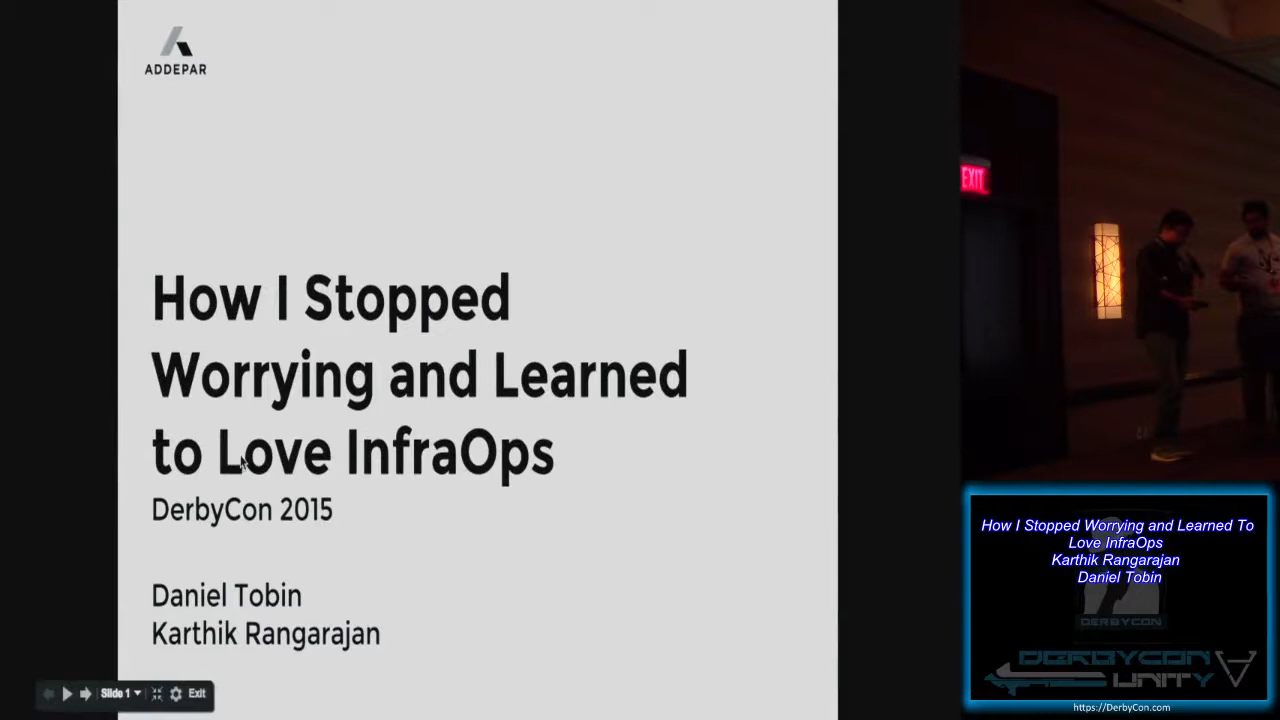 ADDEPAR
How I Stopped
Worrying and Learned
to Love InfraOps
DerbyCon 2015
Daniel Tobin
Karthik Rangarajan
Slide 1
Exit
EXIT
How I Stopped Worrying and Learned To
Love InfraOps
Karthik Rangarajan
Daniel Tobin
DERBYCON
DERBYCON
UNITY
https://DerbyCon.com